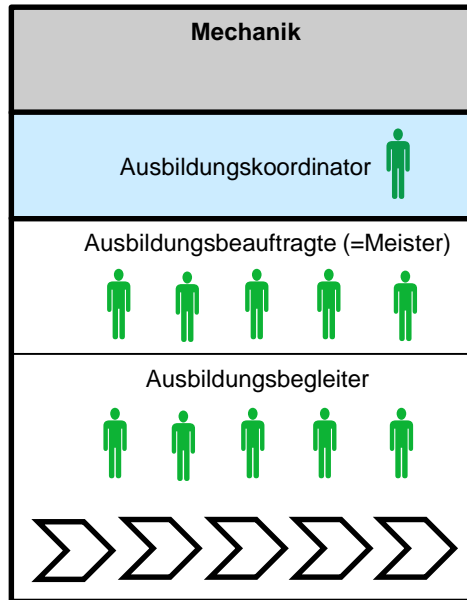 Mechanik
Ausbildungskoordinator
Ausbildungsbeauftragte (=Meister)
Ausbildungsbegleiter